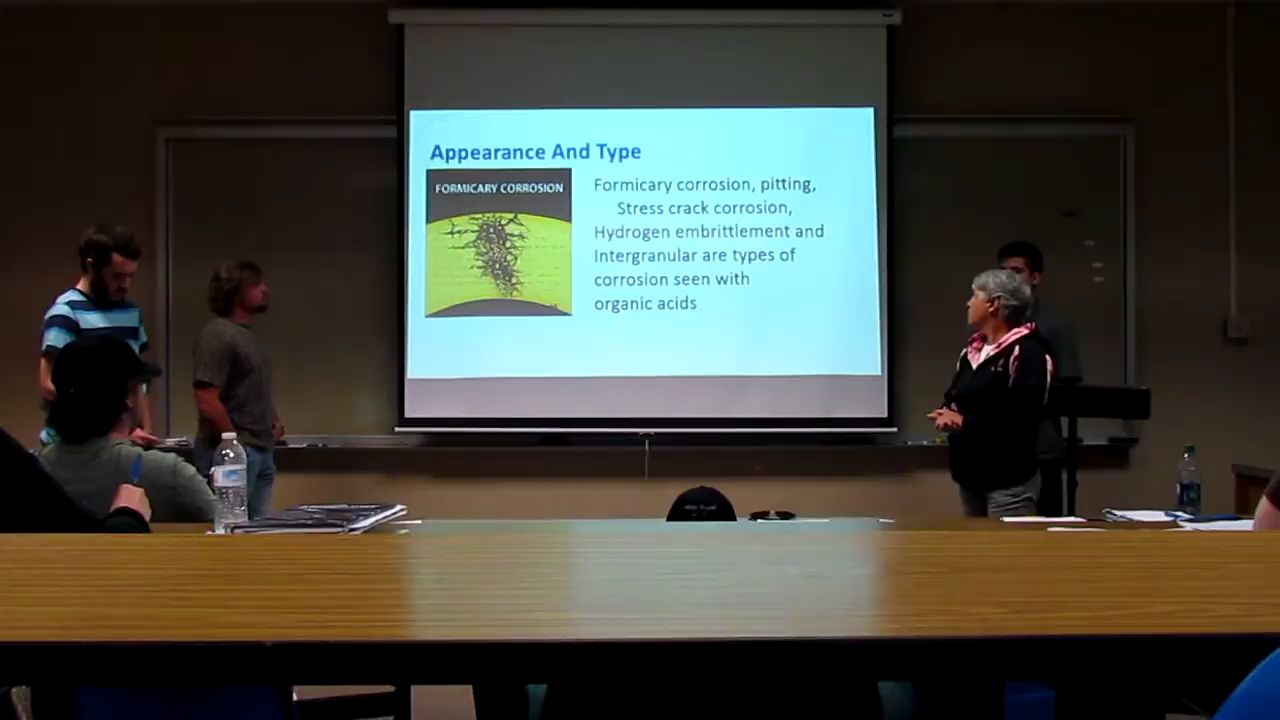 Appearance And Type
FORMICARY CORROSION
Formicary corrosion, pitting,
Stress crack corrosion,
Hydrogen embrittlement and
Intergranular are types of
corrosion seen with
organic acids